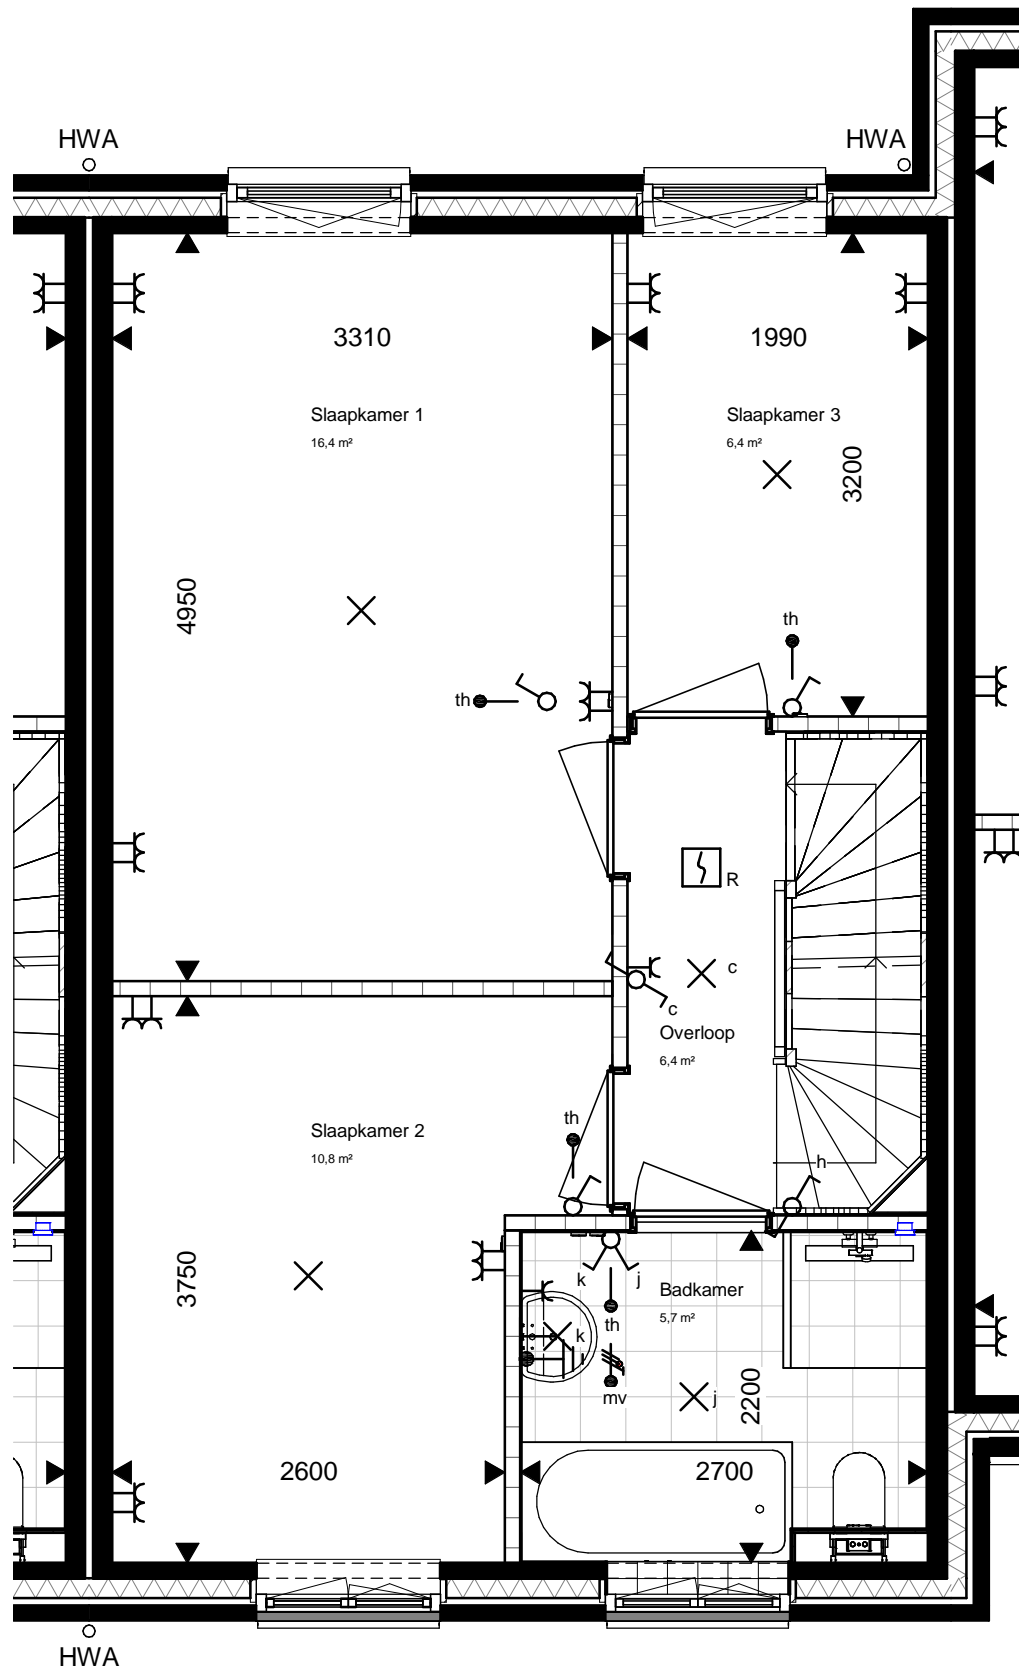 HWA
HWA
3310
1990
Slaapkamer 1
16,4 m²
Slaapkamer 3
6,4 m²
3200
4950
th
th
R
c
c
Overloop
6,4 m²
th
Slaapkamer 2
10,8 m²
h
k
j
Badkamer
5,7 m²
th
k
3750
mv
j
2200
2600
2700
HWA